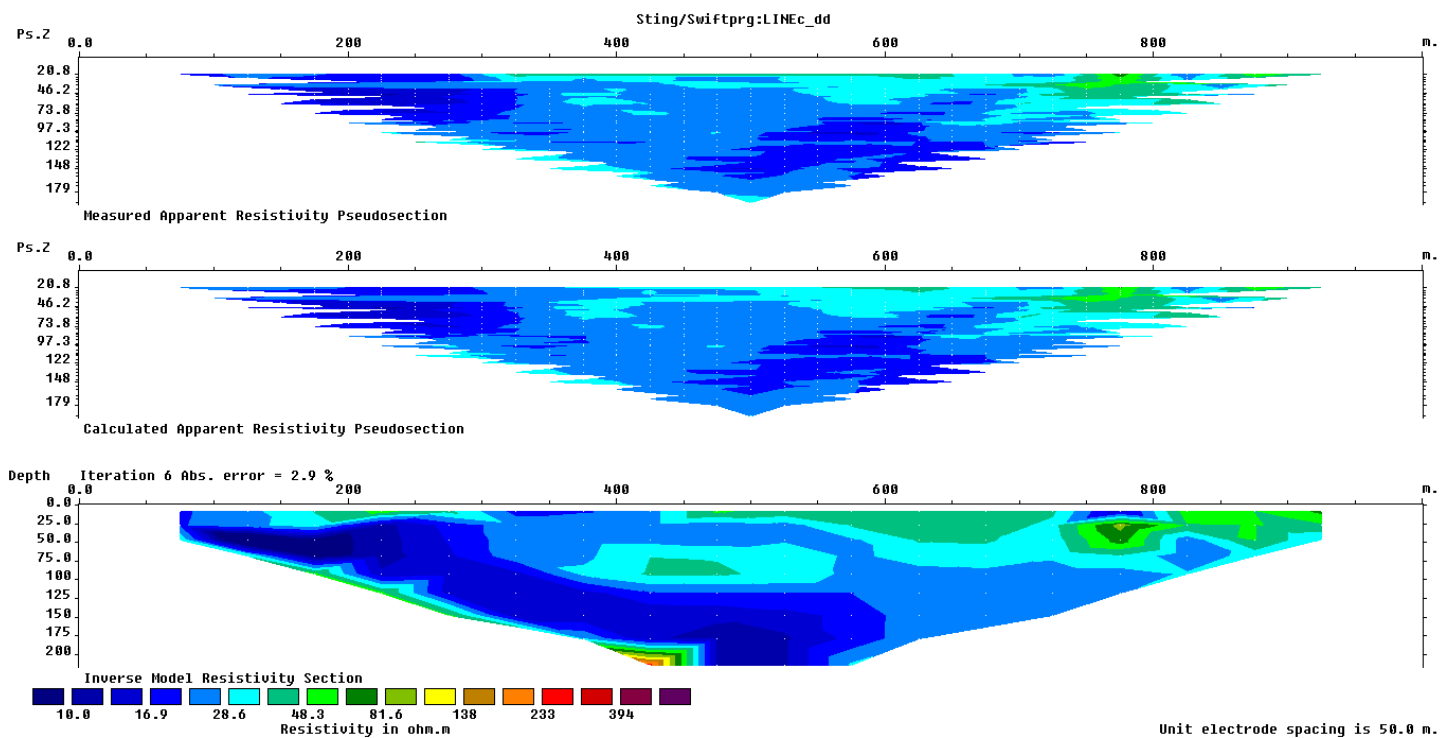 Sting/Swiftprg:LINEc_dd
Ps.Z 0.0 200 400 600 800 m.
20.8
46.2
73.8
97.3
122
148
179
Measured Apparent Resistivity Pseudosection
Ps.Z 0.0 200 400 600 800 m.
20.8
46.2
73.8
97.3
122
148
179
Calculated Apparent Resistivity Pseudosection
Depth Iteration 6 Abs. error = 2.9 %
0.0 200 400 600 800 m.
0.0
25.0
50.0
75.0
100
125
150
175
200
Inverse Model Resistivity Section
10.0 16.9 28.6 48.3 81.6 138 233 394
Resistivity in ohm.m
Unit electrode spacing is 50.0 m.